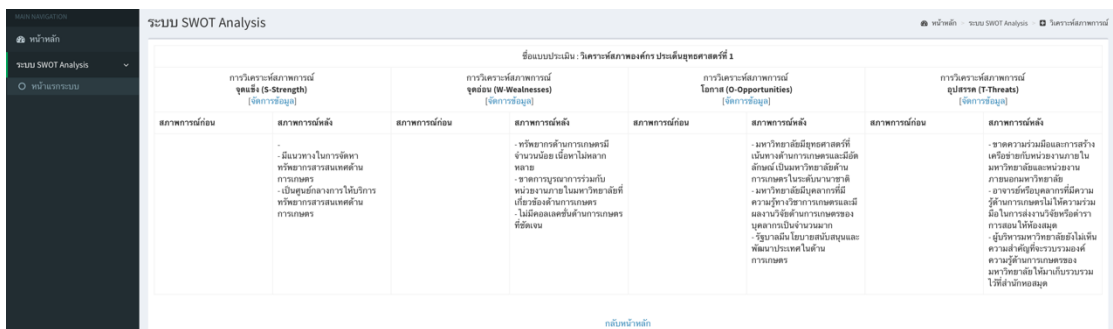 MAIN NAVIGATION
หน้าหลัก
ระบบ SWOT Analysis
หน้าแรกระบบ
ระบบ SWOT Analysis
หน้าหลัก > ระบบ SWOT Analysis > วิเคราะห์สภาพการณ์
ชื่อแบบประเมิน : วิเคราะห์สภาพองค์กร ประเด็นยุทธศาสตร์ที่ 1
การวิเคราะห์สภาพการณ์
จุดแข็ง (S-Strength)
[จัดการข้อมูล]
การวิเคราะห์สภาพการณ์
จุดอ่อน (W-Wealnesses)
[จัดการข้อมูล]
การวิเคราะห์สภาพการณ์
โอกาส (O-Opportunities)
[จัดการข้อมูล]
การวิเคราะห์สภาพการณ์
อุปสรรค (T-Threats)
[จัดการข้อมูล]
สภาพการณ์ก่อน สภาพการณ์หลัง สภาพการณ์ก่อน สภาพการณ์หลัง สภาพการณ์ก่อน สภาพการณ์หลัง สภาพการณ์ก่อน สภาพการณ์หลัง
-
- มีแนวทางในการจัดหา
ทรัพยากรสารสนเทศด้าน
การเกษตร
- เป็นศูนย์กลางการให้บริการ
ทรัพยากรสารสนเทศด้าน
การเกษตร
- ทรัพยากรด้านการเกษตรมี
จำนวนน้อย เนื้อหาไม่หลาก
หลาย
- ขาดการบูรณาการร่วมกับ
หน่วยงานภายในมหาวิทยาลัยที่
เกี่ยวข้องด้านการเกษตร
- ไม่มีคอลเลคชั่นด้านการเกษตร
ที่ชัดเจน
- มหาวิทยาลัยมียุทธศาสตร์ที่
เน้นทางด้านการเกษตรและมีอัต
ลักษณ์เป็นมหาวิทยาลัยด้าน
การเกษตรในระดับนานาชาติ
- มหาวิทยาลัยมีบุคลากรที่มี
ความรู้ทางวิชาการเกษตรและมี
ผลงานวิจัยด้านการเกษตรของ
บุคลากรเป็นจำนวนมาก
- รัฐบาลมีนโยบายสนับสนุนและ
พัฒนาประเทศในด้าน
การเกษตร
- ขาดความร่วมมือและการสร้าง
เครือข่ายกับหน่วยงานภายใน
มหาวิทยาลัยและหน่วยงาน
ภายนอกมหาวิทยาลัย
- อาจารย์หรือบุคลากรที่มีความ
รู้ด้านการเกษตรไม่ให้ความร่วม
มือในการส่งงานวิจัยหรือตำรา
การสอนให้ห้องสมุด
- ผู้บริหารมหาวิทยาลัยยังไม่เห็น
ความสำคัญที่จะรวบรวมองค์
ความรู้ด้านการเกษตรของ
มหาวิทยาลัยให้มาเก็บรวบรวม
ไว้ที่สำนักหอสมุด
กลับหน้าหลัก